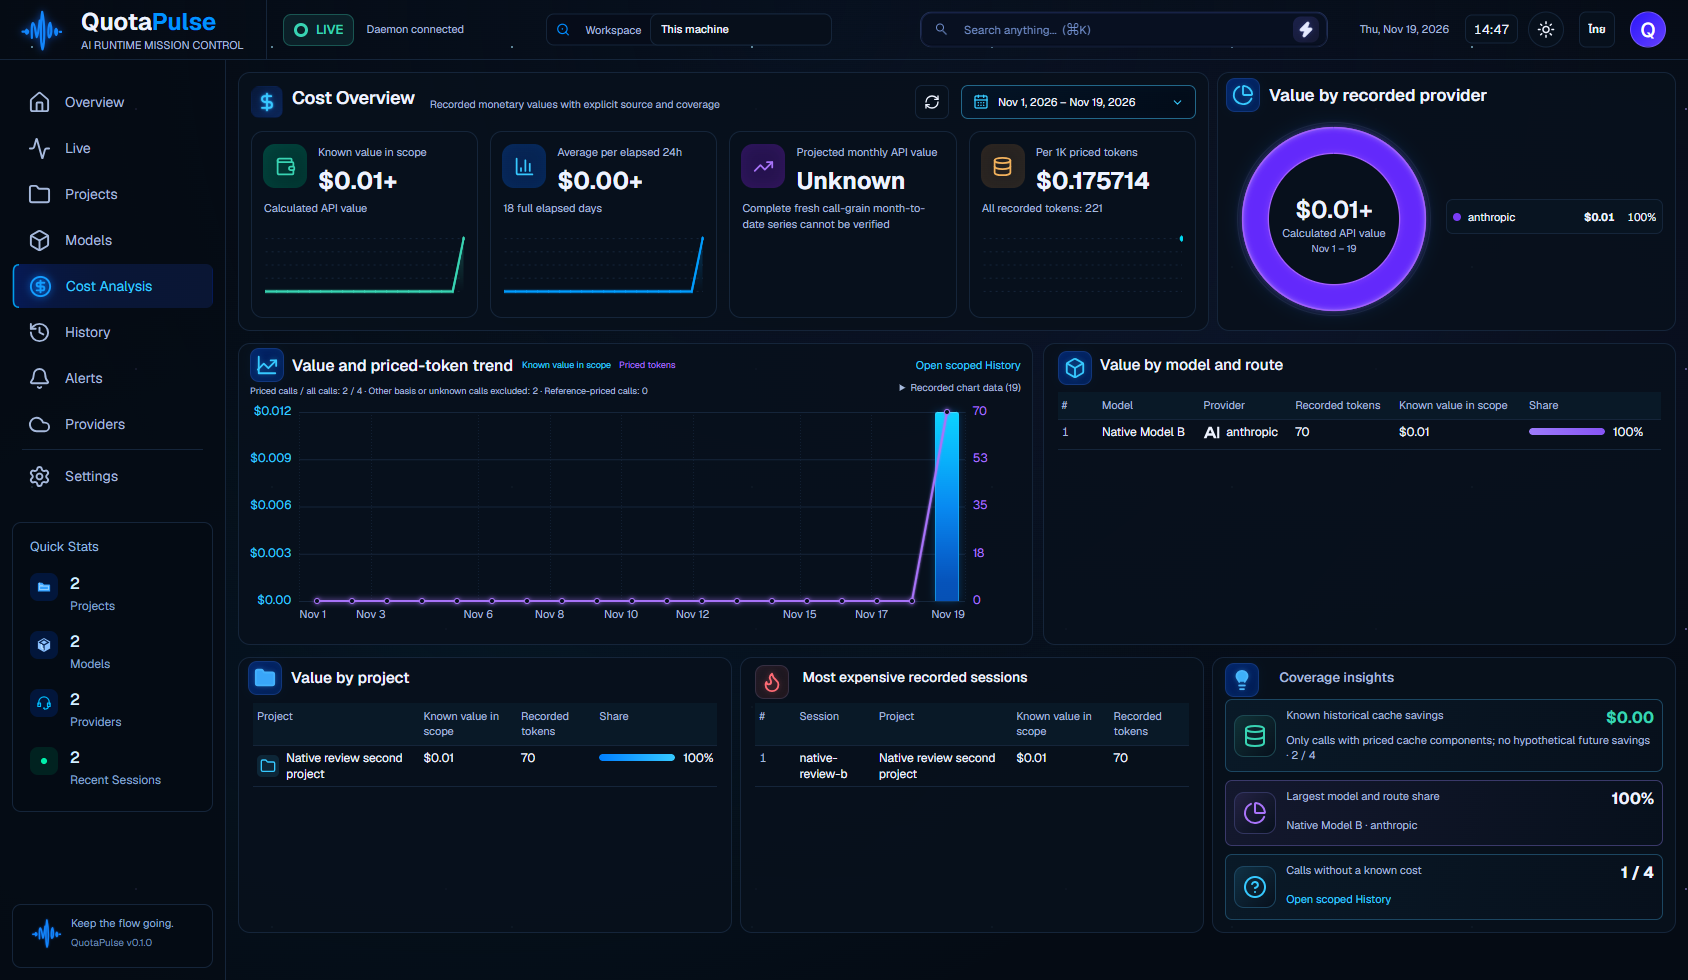 QuotaPulse
AI RUNTIME MISSION CONTROL
LIVE
Daemon connected
Workspace
This machine
Search anything... (⌘K)
Thu, Nov 19, 2026
14:47
ไทย
Q
Overview
Live
Projects
Models
Cost Analysis
History
Alerts
Providers
Settings
Quick Stats
2
Projects
2
Models
2
Providers
2
Recent Sessions
Keep the flow going.
QuotaPulse v0.1.0
Cost Overview
Recorded monetary values with explicit source and coverage
Nov 1, 2026 – Nov 19, 2026
Known value in scope
$0.01+
Calculated API value
Average per elapsed 24h
$0.00+
18 full elapsed days
Projected monthly API value
Unknown
Complete fresh call-grain month-to-
date series cannot be verified
Per 1K priced tokens
$0.175714
All recorded tokens: 221
Value by recorded provider
$0.01+
Calculated API value
Nov 1 – 19
anthropic $0.01 100%
Value and priced-token trend
Known value in scope Priced tokens
Open scoped History
Priced calls / all calls: 2 / 4 · Other basis or unknown calls excluded: 2 · Reference-priced calls: 0
Recorded chart data (19)
$0.012 70
$0.009 53
$0.006 35
$0.003 18
$0.00 0
Nov 1 Nov 3 Nov 6 Nov 8 Nov 10 Nov 12 Nov 15 Nov 17 Nov 19
Value by model and route
# Model Provider Recorded tokens Known value in scope Share
1 Native Model B AI anthropic 70 $0.01 100%
Value by project
Project Known value in scope Recorded tokens Share
Native review second project $0.01 70 100%
Most expensive recorded sessions
# Session Project Known value in scope Recorded tokens
1 native-review-b Native review second project $0.01 70
Coverage insights
Known historical cache savings
$0.00
Only calls with priced cache components; no hypothetical future savings
· 2 / 4
Largest model and route share
100%
Native Model B · anthropic
Calls without a known cost
1 / 4
Open scoped History